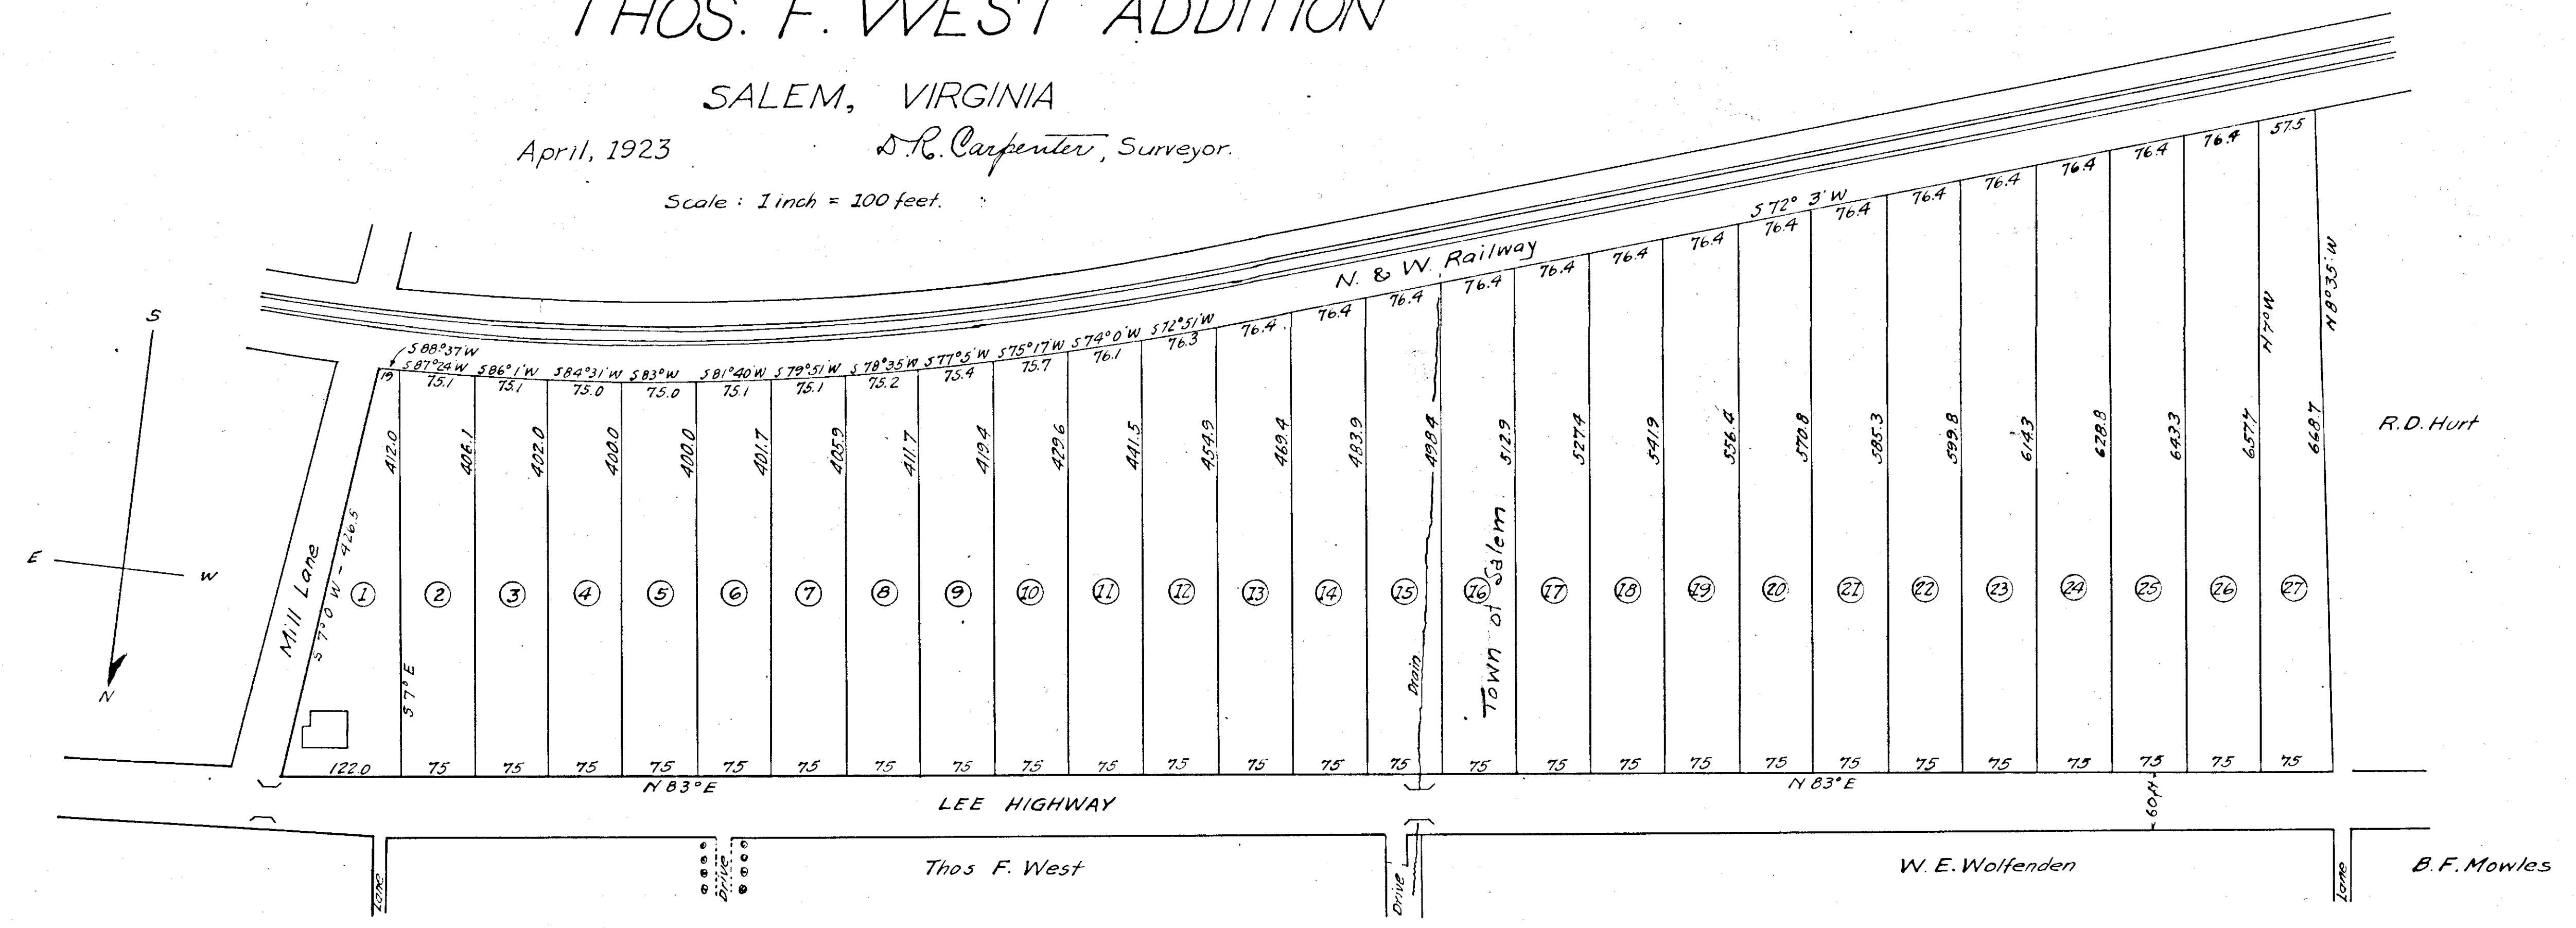 THOS. F. WEST ADDITION
SALEM, VIRGINIA
April, 1923 D.R. Carpenter, Surveyor.
Scale : 1 inch = 100 feet.
S
E W
N
N. & W. Railway
S 72° 3' W
S 88° 37' W
S 87° 24' W S 86° 1' W S 84° 31' W S 83° W S 81° 40' W S 79° 51' W S 78° 35' W S 77° 5' W S 75° 17' W S 74° 0' W S 72° 51' W
19 75.1 75.1 75.0 75.0 75.1 75.1 75.2 75.4 75.7 76.1 76.3 76.4 76.4 76.4 76.4 76.4 76.4 76.4 76.4 76.4 76.4 76.4 76.4 76.4 76.4 57.5
412.0 406.1 402.0 400.0 400.0 401.7 405.9 411.7 419.4 429.6 441.5 454.9 469.4 483.9 498.4 512.9 527.4 541.9 556.4 570.8 585.3 599.8 614.3 628.8 643.3 657.7 668.7
N 7° W
N 8° 35' W
R.D. Hurt
Mill Lane
S 7° 0' W - 426.5
1 2 3 4 5 6 7 8 9 10 11 12 13 14 15 16 17 18 19 20 21 22 23 24 25 26 27
S 7° E
Drain
Town of Salem
122.0 75 75 75 75 75 75 75 75 75 75 75 75 75 75 75 75 75 75 75 75 75 75 75 75 75 75
N 83° E N 83° E
LEE HIGHWAY
60 ft
Lane
Drive
Thos F. West
Drive
W. E. Wolfenden
Lane
B. F. Mowles